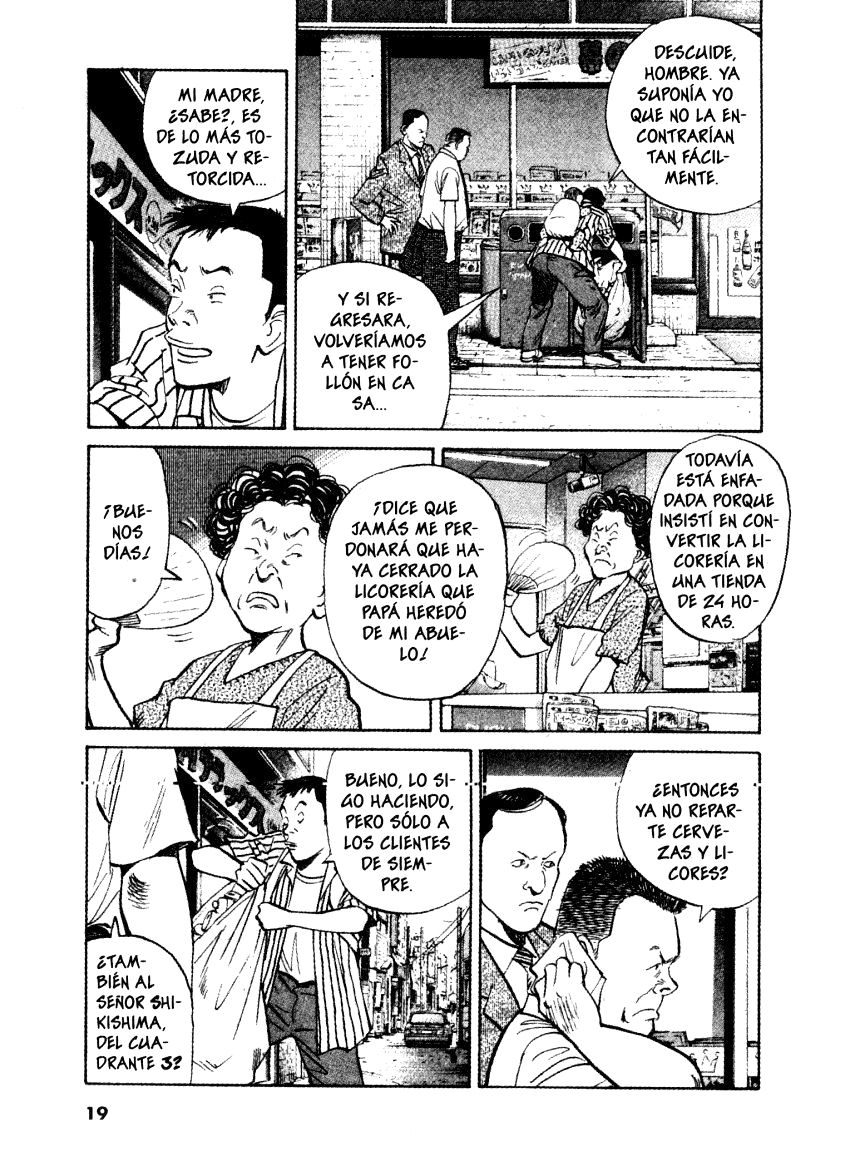 DESCUIDE,
HOMBRE. YA
SUPONÍA YO
QUE NO LA EN-
CONTRARÍAN
TAN FÁCIL-
MENTE.
Y SI RE-
GRESARA,
VOLVERÍAMOS
A TENER FO-
LLÓN EN CA
SA...
MI MADRE,
¿SABE?, ES
DE LO MÁS TO-
ZUDA Y RE-
TORCIDA...
TODAVÍA
ESTÁ ENFA-
DADA PORQUE
INSISTÍ EN CON-
VERTIR LA LI-
CORERÍA EN
UNA TIENDA
DE 24 HO-
RAS.
¡DICE QUE
JAMÁS ME PER-
DONARÁ QUE HA-
YA CERRADO LA
LICORERÍA QUE
PAPÁ HEREDÓ
DE MI ABUE-
LO!
¡BUE-
NOS
DÍAS!
¿ENTONCES
YA NO REPAR-
TE CERVE-
ZAS Y LI-
CORES?
BUENO, LO SI-
GO HACIENDO,
PERO SÓLO A
LOS CLIENTES
DE SIEM-
PRE.
¿TAM-
BIÉN AL
SEÑOR SHI-
KISHIMA,
DEL CUA-
DRANTE 3?
19